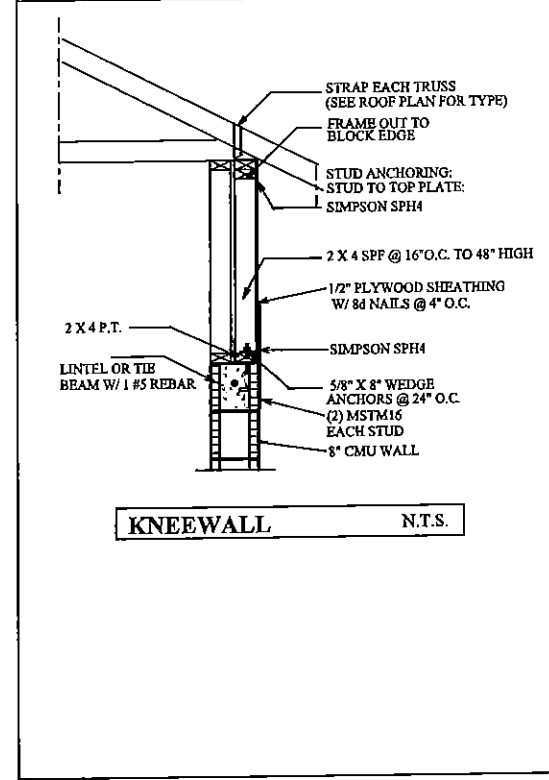 STRAP EACH TRUSS
(SEE ROOF PLAN FOR TYPE)
FRAME OUT TO
BLOCK EDGE
STUD ANCHORING:
STUD TO TOP PLATE:
SIMPSON SPH4
2 X 4 SPF @ 16"O.C. TO 48" HIGH
1/2" PLYWOOD SHEATHING
W/ 8d NAILS @ 4" O.C.
2 X 4 P.T.
SIMPSON SPH4
LINTEL OR TIE
BEAM W/ 1 #5 REBAR
5/8" X 8" WEDGE
ANCHORS @ 24" O.C.
(2) MSTM16
EACH STUD
8" CMU WALL
KNEEWALL N.T.S.